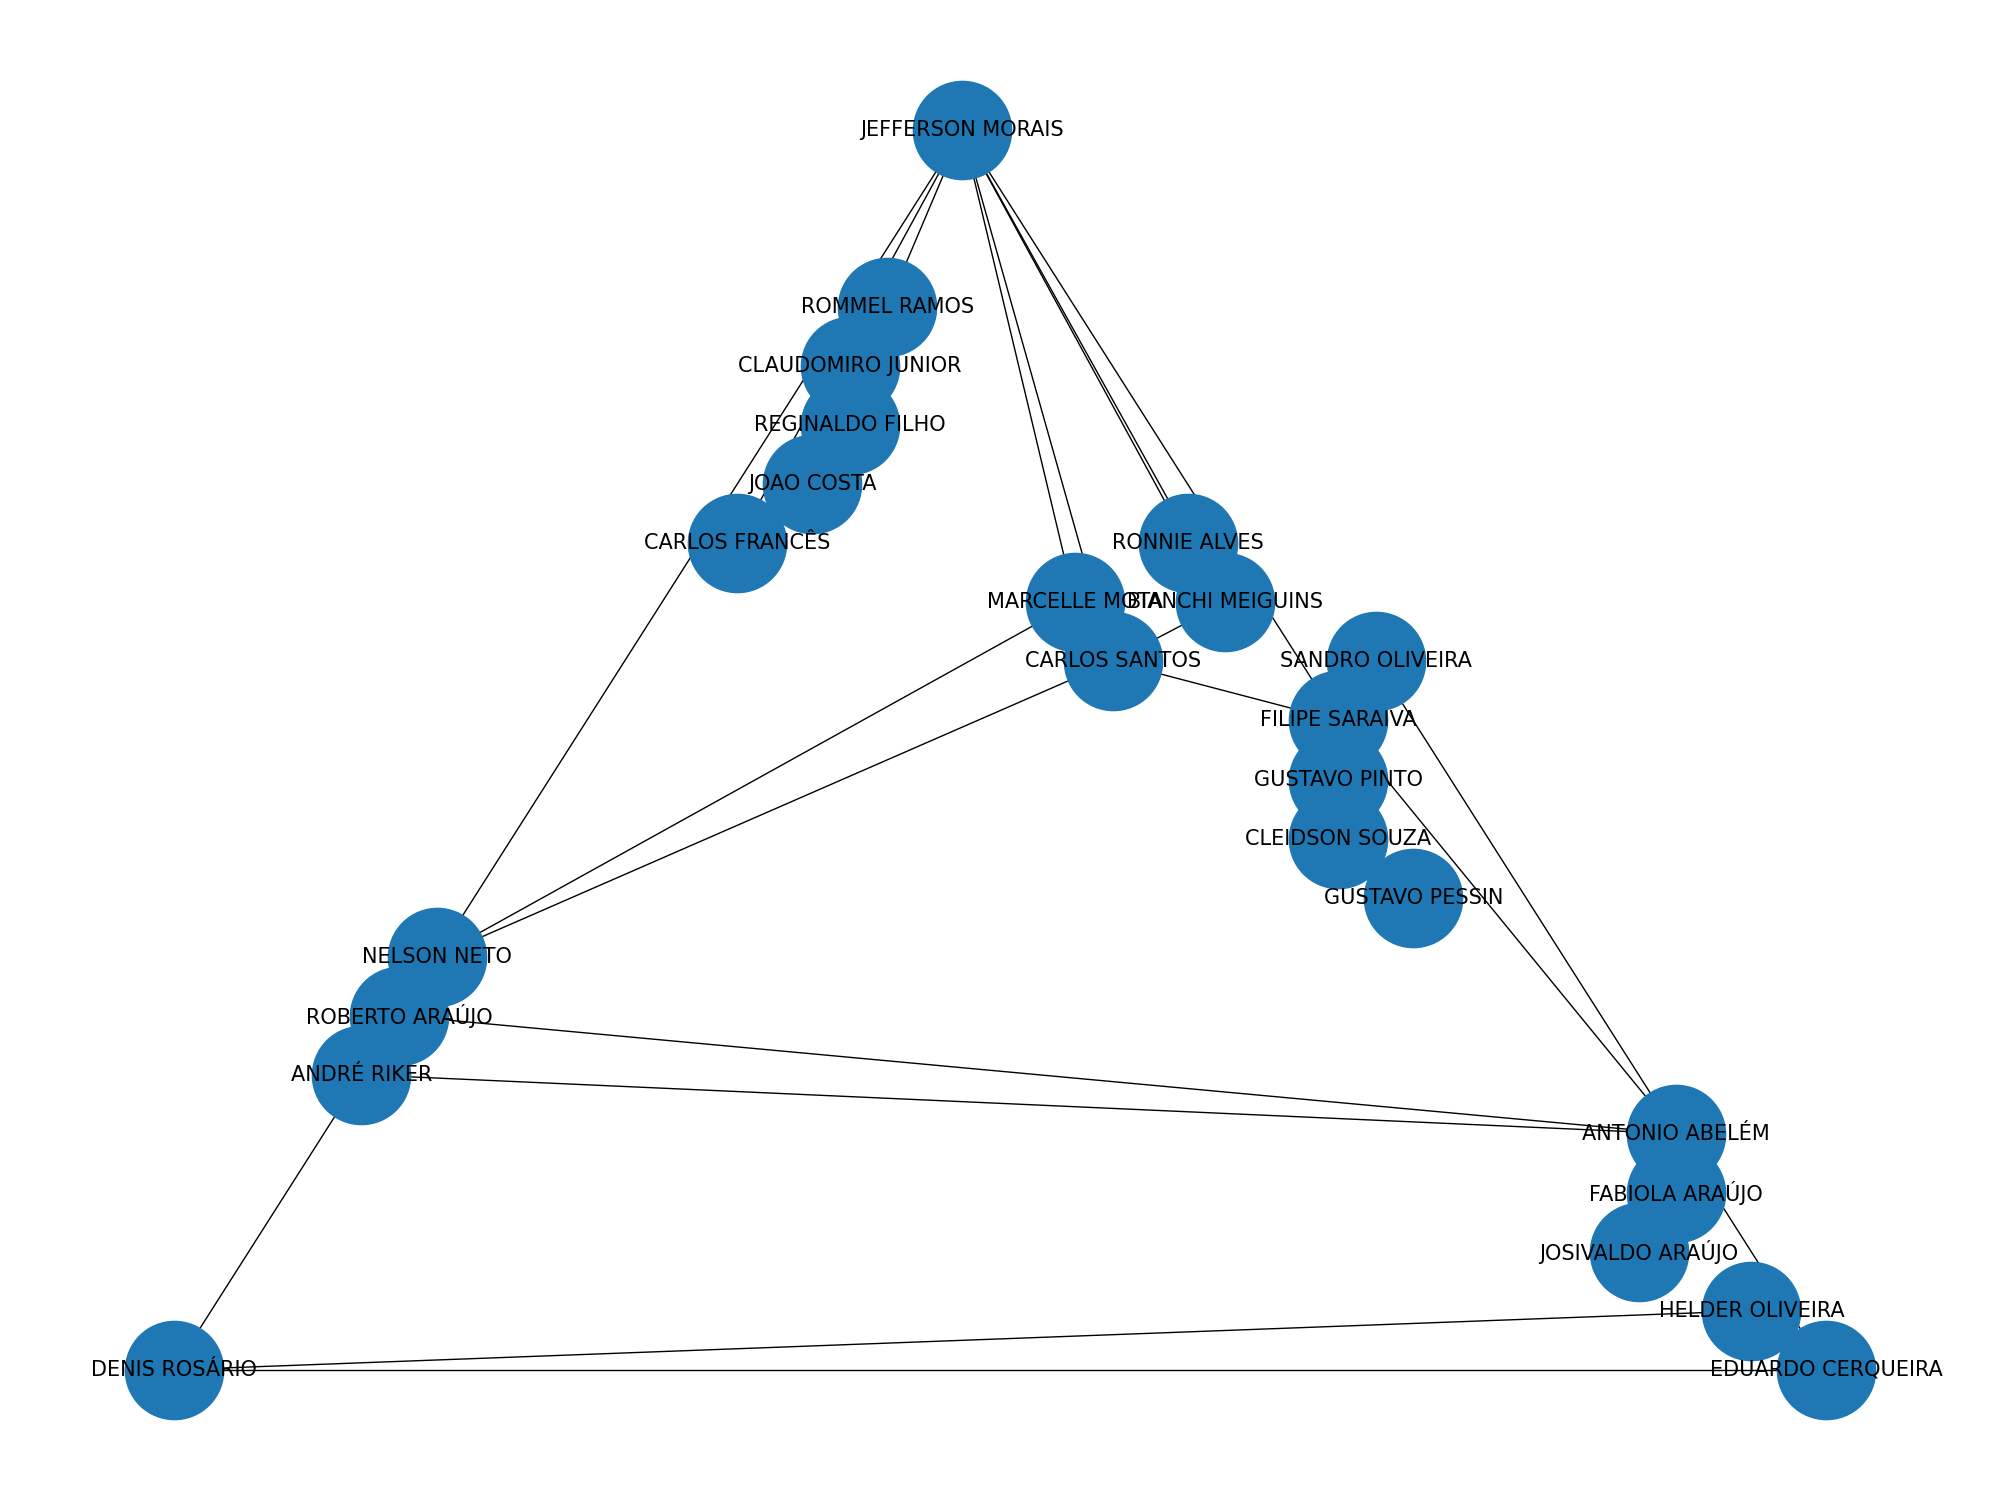 JEFFERSON MORAIS
ROMMEL RAMOS
CLAUDOMIRO JUNIOR
REGINALDO FILHO
JOAO COSTA
CARLOS FRANCÊS
RONNIE ALVES
MARCELLE MOTA
BIANCHI MEIGUINS
CARLOS SANTOS
SANDRO OLIVEIRA
FILIPE SARAIVA
GUSTAVO PINTO
CLEIDSON SOUZA
GUSTAVO PESSIN
NELSON NETO
ROBERTO ARAÚJO
ANDRÉ RIKER
ANTONIO ABELÉM
FABIOLA ARAÚJO
JOSIVALDO ARAÚJO
HELDER OLIVEIRA
DENIS ROSÁRIO
EDUARDO CERQUEIRA